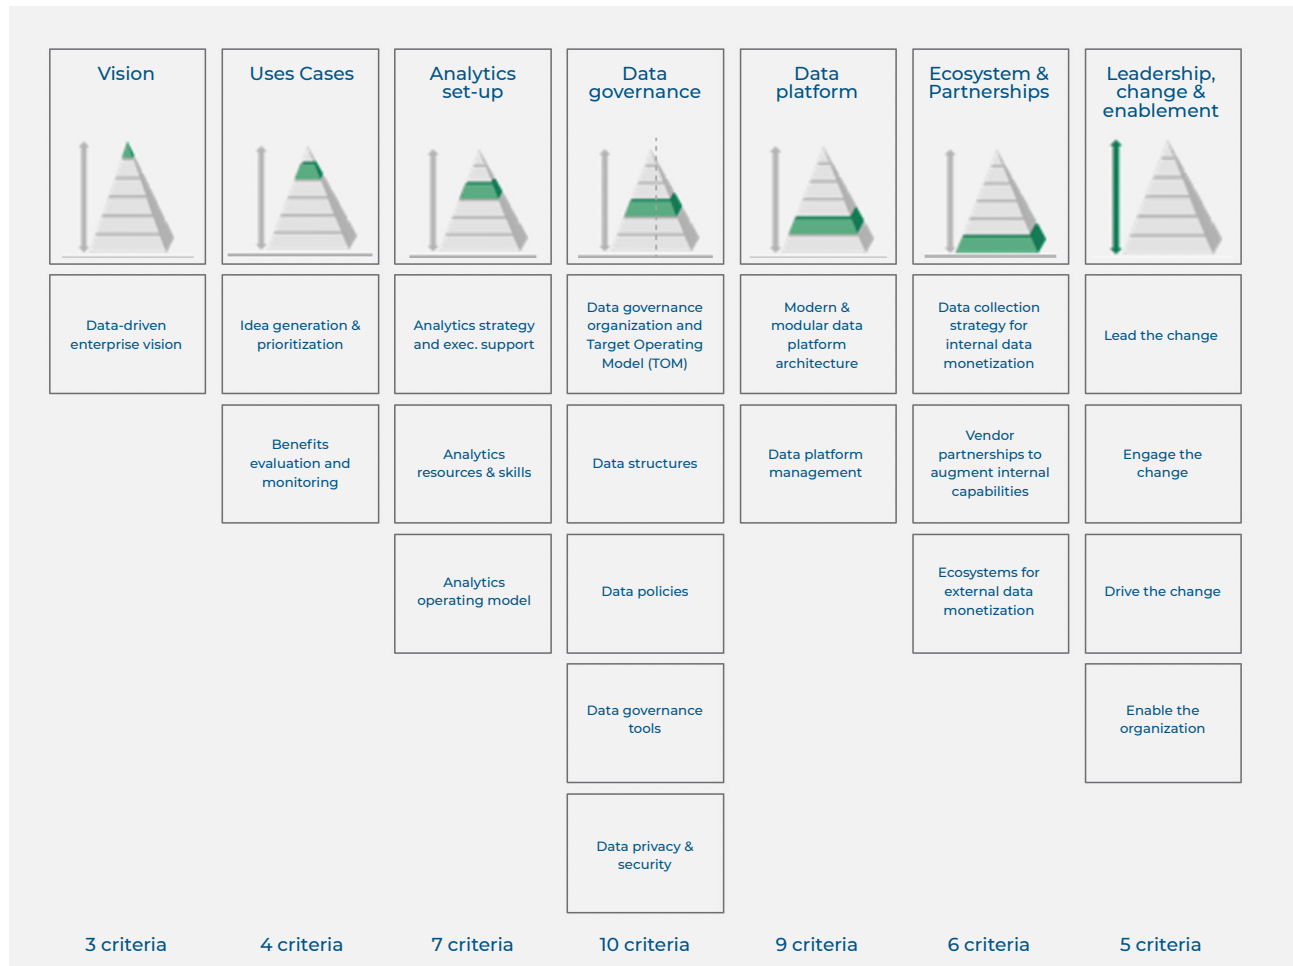 Vision
Data-driven
enterprise vision
3 criteria
Uses Cases
Idea generation &
prioritization
Benefits
evaluation and
monitoring
4 criteria
Analytics
set-up
Analytics strategy
and exec. support
Analytics
resources & skills
Analytics
operating model
7 criteria
Data
governance
Data governance
organization and
Target Operating
Model (TOM)
Data structures
Data policies
Data governance
tools
Data privacy &
security
10 criteria
Data
platform
Modern &
modular data
platform
architecture
Data platform
management
9 criteria
Ecosystem &
Partnerships
Data collection
strategy for
internal data
monetization
Vendor
partnerships to
augment internal
capabilities
Ecosystems for
external data
monetization
6 criteria
Leadership,
change &
enablement
Lead the change
Engage the
change
Drive the change
Enable the
organization
5 criteria